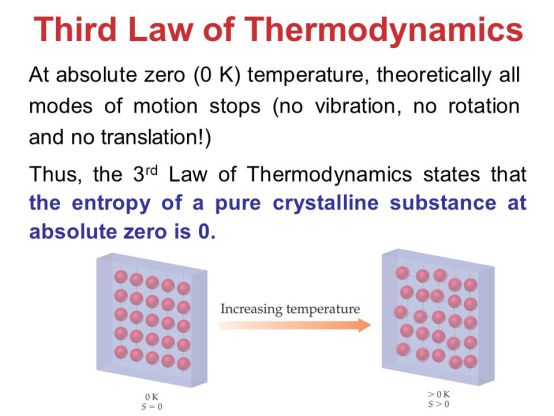 Third Law of Thermodynamics
At absolute zero (0 K) temperature, theoretically all
modes of motion stops (no vibration, no rotation
and no translation!)
Thus, the 3rd Law of Thermodynamics states that
the entropy of a pure crystalline substance at
absolute zero is 0.
Increasing temperature
0 K
S = 0
> 0 K
S > 0